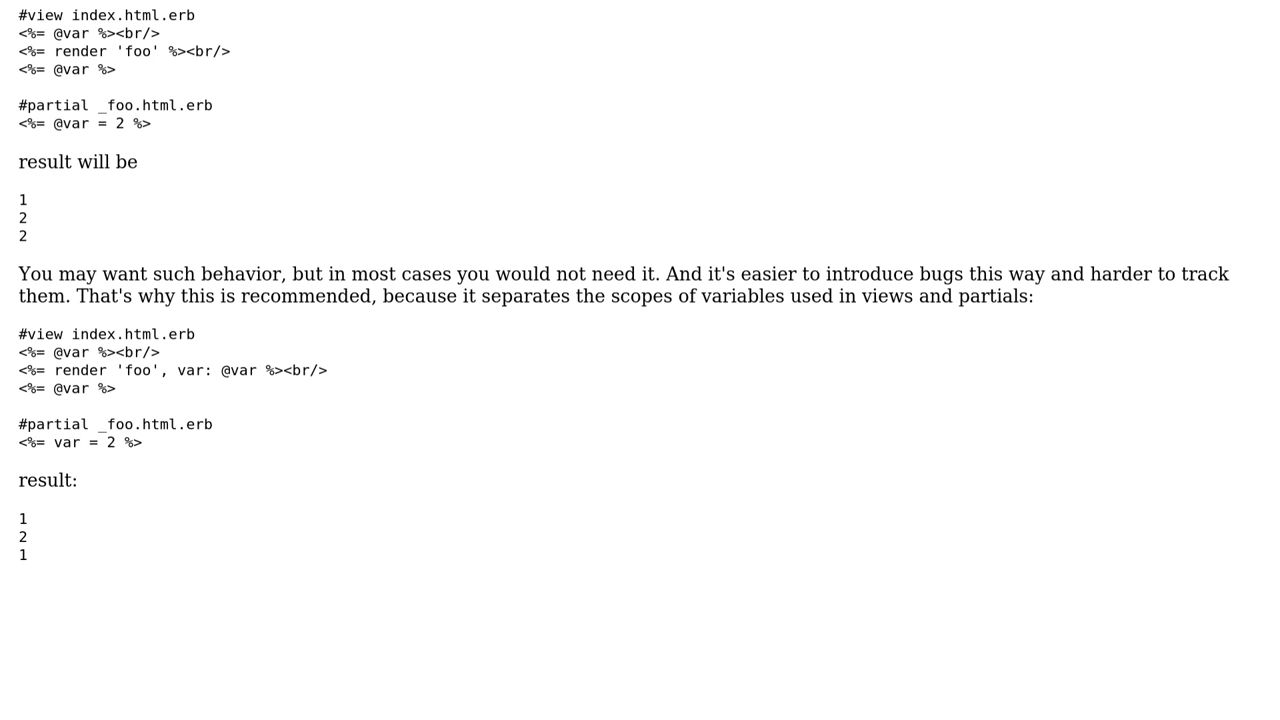 #view index.html.erb
<%= @var %><br/>
<%= render 'foo' %><br/>
<%= @var %>

#partial _foo.html.erb
<%= @var = 2 %>

result will be

1
2
2

You may want such behavior, but in most cases you would not need it. And it's easier to introduce bugs this way and harder to track
them. That's why this is recommended, because it separates the scopes of variables used in views and partials:

#view index.html.erb
<%= @var %><br/>
<%= render 'foo', var: @var %><br/>
<%= @var %>

#partial _foo.html.erb
<%= var = 2 %>

result:

1
2
1